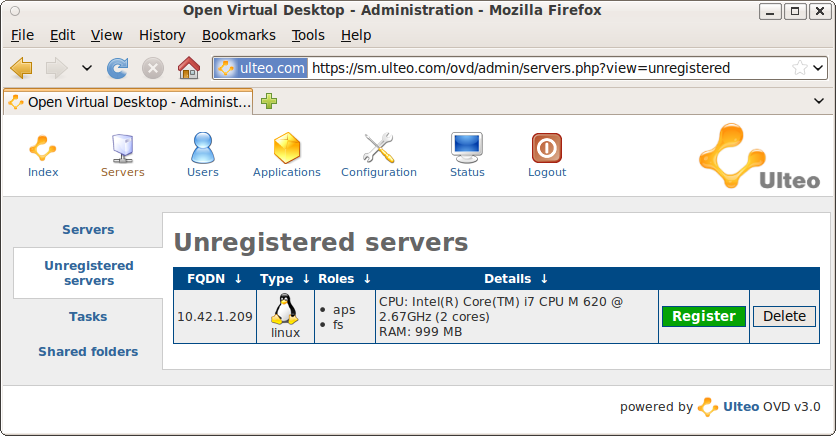 Open Virtual Desktop - Administration - Mozilla Firefox
File Edit View History Bookmarks Tools Help
ulteo.com https://sm.ulteo.com/ovd/admin/servers.php?view=unregistered
Open Virtual Desktop - Administ...
Index Servers Users Applications Configuration Status Logout
Ulteo
Servers
Unregistered
servers
Tasks
Shared folders
Unregistered servers
FQDN ↓ Type ↓ Roles ↓ Details ↓
10.42.1.209
linux
• aps
• fs
CPU: Intel(R) Core(TM) i7 CPU M 620 @
2.67GHz (2 cores)
RAM: 999 MB
Register
Delete
powered by Ulteo OVD v3.0